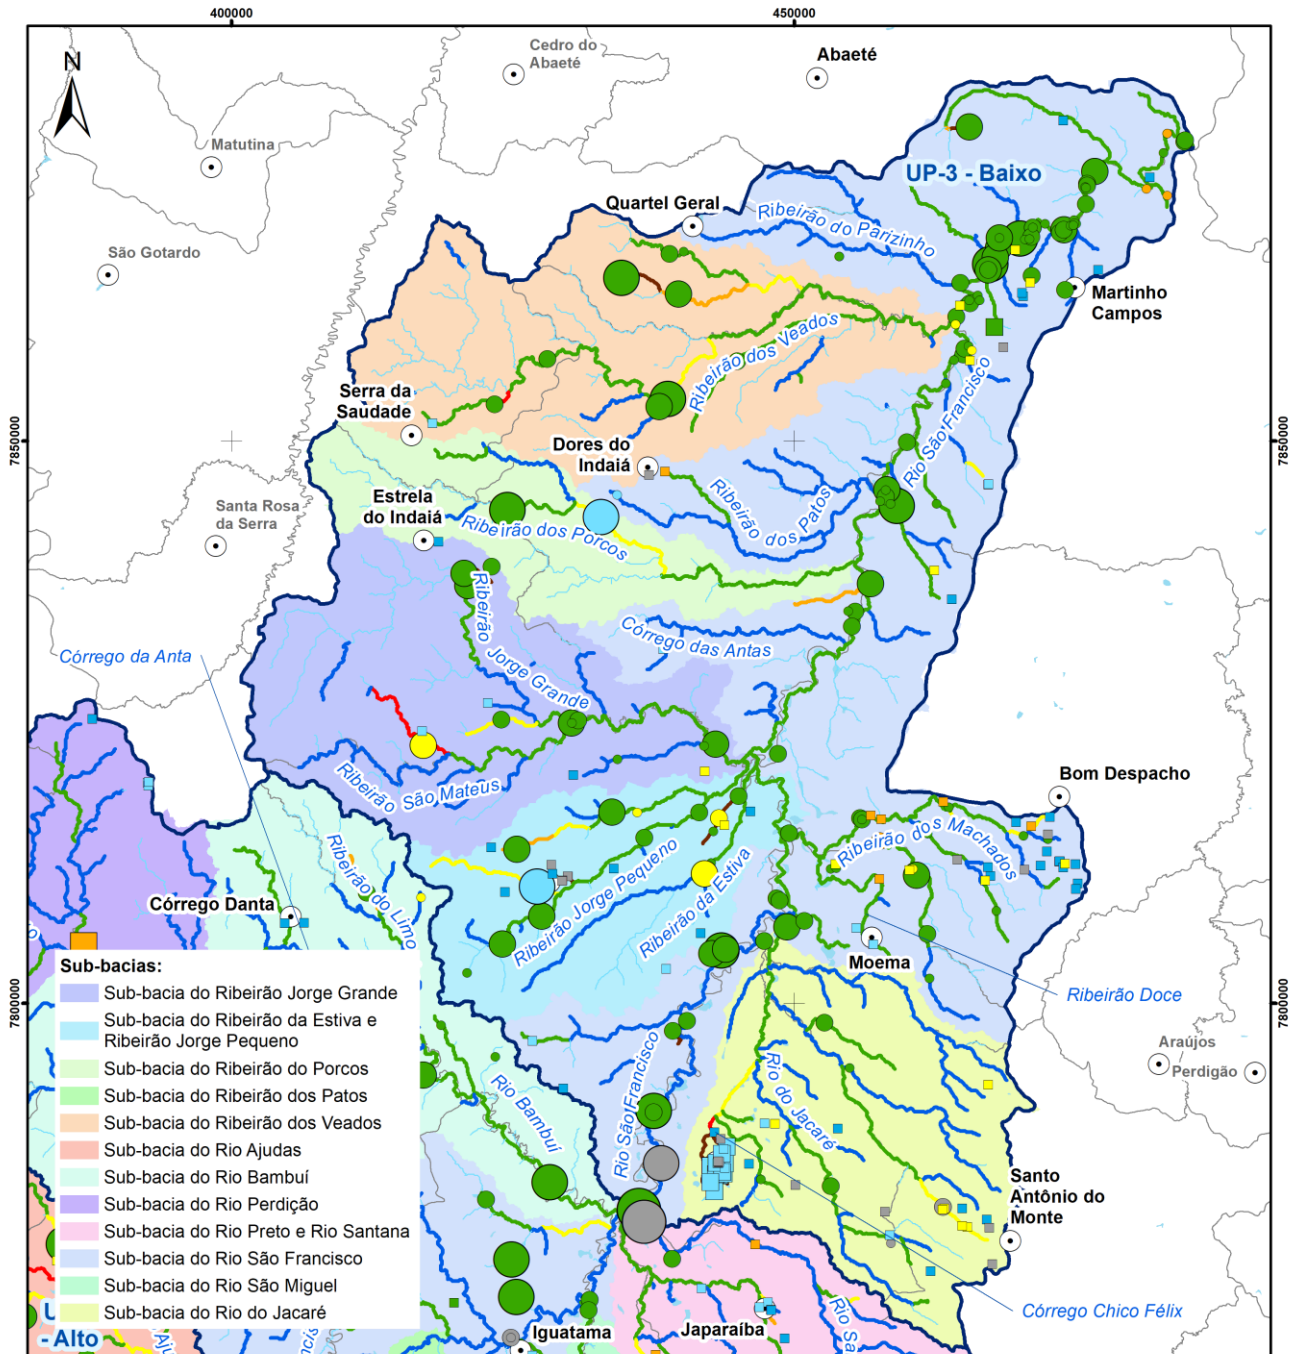 400000
450000
N
Cedro do
Abaeté
Abaeté
Matutina
UP-3 - Baixo
Quartel Geral
Ribeirão do Parizinho
São Gotardo
Martinho
Campos
Ribeirão dos Veados
Serra da
Saudade
Rio São Francisco
7850000
7850000
Dores do
Indaiá
Estrela
do Indaiá
Santa Rosa
da Serra
Ribeirão dos Patos
Ribeirão dos Porcos
Ribeirão Jorge Grande
Córrego das Antas
Córrego da Anta
Ribeirão São Mateus
Bom Despacho
Ribeirão dos Machados
Ribeirão do Limo
Ribeirão Jorge Pequeno
Ribeirão da Estiva
Córrego Danta
Moema
Ribeirão Doce
7800000
7800000
Araújos
Perdigão
Rio São Francisco
Rio do Jacaré
Rio Bambuí
Santo
Antônio do
Monte
Córrego Chico Félix
Iguatama
Japaraíba
Rio Sa
U
- Alto
Sub-bacias:
Sub-bacia do Ribeirão Jorge Grande
Sub-bacia do Ribeirão da Estiva e
Ribeirão Jorge Pequeno
Sub-bacia do Ribeirão do Porcos
Sub-bacia do Ribeirão dos Patos
Sub-bacia do Ribeirão dos Veados
Sub-bacia do Rio Ajudas
Sub-bacia do Rio Bambuí
Sub-bacia do Rio Perdição
Sub-bacia do Rio Preto e Rio Santana
Sub-bacia do Rio São Francisco
Sub-bacia do Rio São Miguel
Sub-bacia do Rio do Jacaré